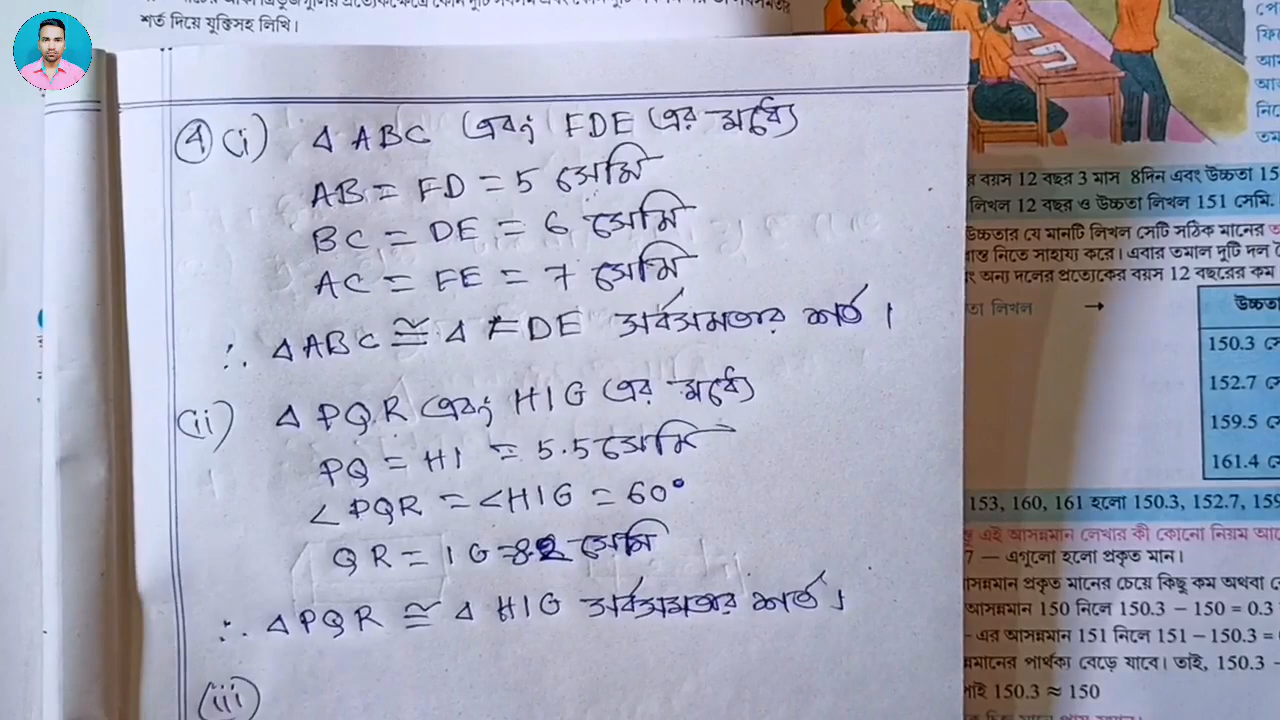 শর্ত দিয়ে যুক্তিসহ লিখি।
④ (i) △ ABC এবং FDE এর মধ্যে
AB = FD = 5 সেমি
BC = DE = 6 সেমি
AC = FE = 7 সেমি
∴ △ABC ≅ △ FDE সর্বসমতার শর্তে।
(ii) △ PQR এবং HIG এর মধ্যে
PQ = HI = 5.5 সেমি
∠PQR = ∠HIG = 60°
QR = IG = সেমি
∴ △PQR ≅ △ HIG সর্বসমতার শর্তে।
(iii)
র বয়স 12 বছর 3 মাস 8দিন এবং উচ্চতা 15
লিখল 12 বছর ও উচ্চতা লিখল 151 সেমি.
উচ্চতার যে মানটি লিখল সেটি সঠিক মানের
ন্ত নিতে সাহায্য করে। এবার তমাল দুটি দল
ং অন্য দলের প্রত্যেকের বয়স 12 বছরের কম
তা লিখল →
উচ্চত
150.3 সে
152.7 সে
159.5 সে
161.4 সে
153, 160, 161 হলো 150.3, 152.7, 159
এই আসন্নমান লেখার কী কোনো নিয়ম আ
7 — এগুলো হলো প্রকৃত মান।
সন্নমান প্রকৃত মানের চেয়ে কিছু কম অথবা
আসন্নমান 150 নিলে 150.3 − 150 = 0.3
-এর আসন্নমান 151 নিলে 151 − 150.3 =
ন্নমানের পার্থক্য বেড়ে যাবে। তাই, 150.3 −
পাই 150.3 ≈ 150